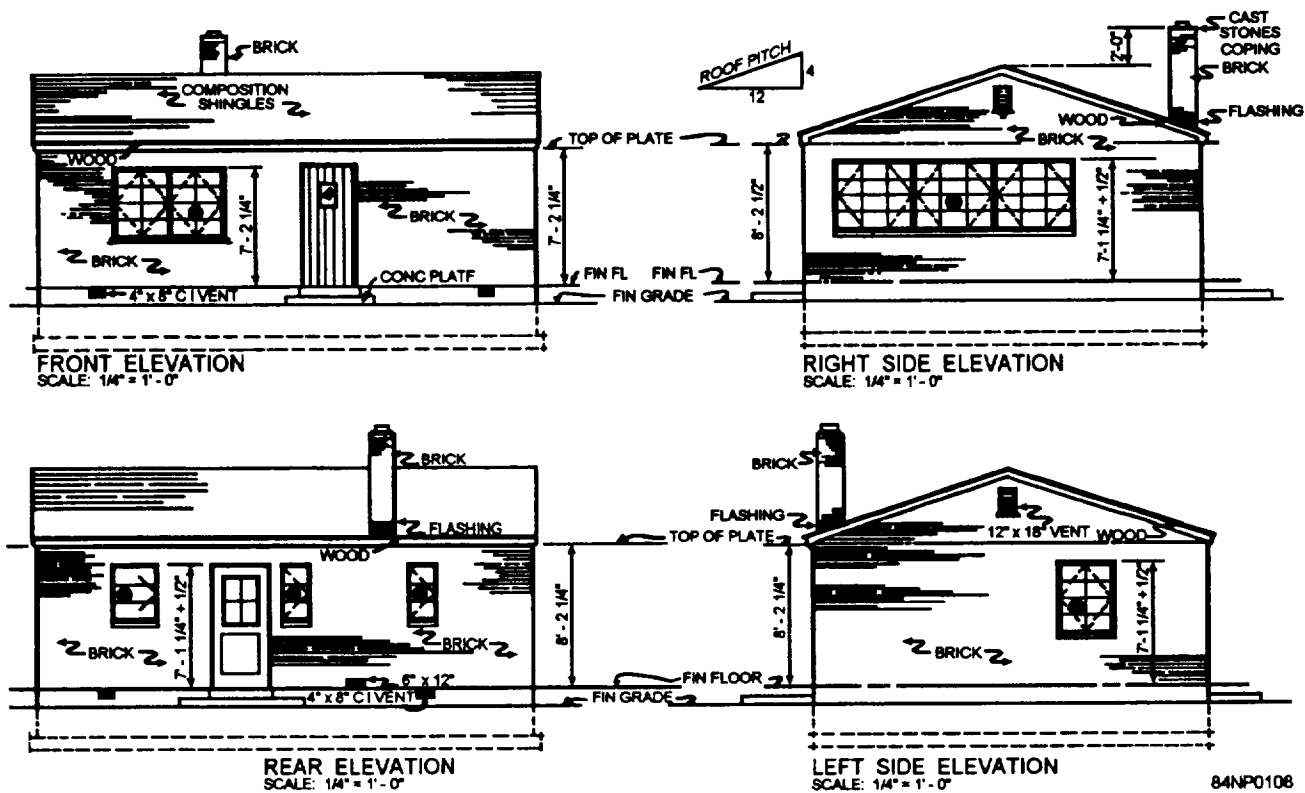 BRICK
COMPOSITION
SHINGLES
WOOD
7' - 2 1/4"
BRICK
BRICK
4" x 8" C I VENT
CONC PLATF
7' - 2 1/4"
TOP OF PLATE
FIN FL
FIN FL
FIN GRADE
FRONT ELEVATION
SCALE: 1/4" = 1' - 0"
ROOF PITCH
4
12
2'-0"
CAST
STONES
COPING
BRICK
FLASHING
WOOD
BRICK
8' - 2 1/2"
7'-1 1/4" + 1/2"
RIGHT SIDE ELEVATION
SCALE: 1/4" = 1' - 0"
BRICK
FLASHING
WOOD
7' - 1 1/4" + 1/2"
BRICK
BRICK
6" x 12"
4" x 8" C I VENT
8' - 2 1/4"
TOP OF PLATE
FIN FLOOR
FIN GRADE
REAR ELEVATION
SCALE: 1/4" = 1' - 0"
BRICK
FLASHING
12" x 18" VENT
WOOD
8' - 2 1/4"
7'-1 1/4" + 1/2"
BRICK
LEFT SIDE ELEVATION
SCALE: 1/4" = 1' - 0"
84NP0108